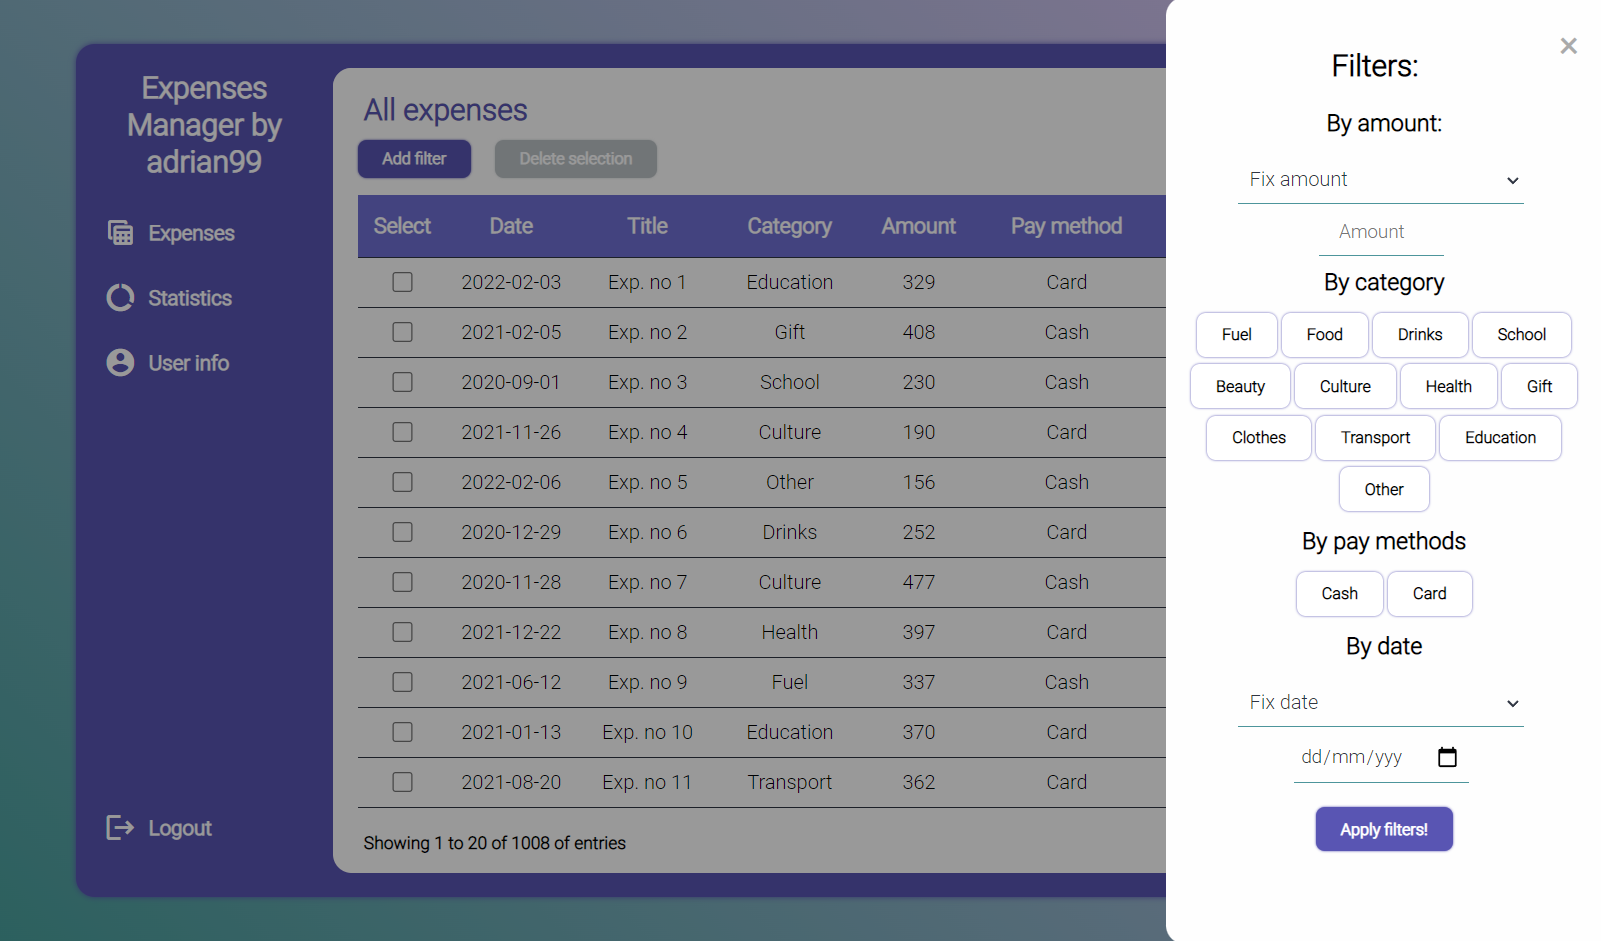 Expenses
Manager by
adrian99
Expenses
Statistics
User info
Logout
All expenses
Add filter Delete selection
Select Date Title Category Amount Pay method
2022-02-03 Exp. no 1 Education 329 Card
2021-02-05 Exp. no 2 Gift 408 Cash
2020-09-01 Exp. no 3 School 230 Cash
2021-11-26 Exp. no 4 Culture 190 Card
2022-02-06 Exp. no 5 Other 156 Cash
2020-12-29 Exp. no 6 Drinks 252 Card
2020-11-28 Exp. no 7 Culture 477 Cash
2021-12-22 Exp. no 8 Health 397 Card
2021-06-12 Exp. no 9 Fuel 337 Cash
2021-01-13 Exp. no 10 Education 370 Card
2021-08-20 Exp. no 11 Transport 362 Card
Showing 1 to 20 of 1008 of entries
Filters:
By amount:
Fix amount
Amount
By category
Fuel Food Drinks School
Beauty Culture Health Gift
Clothes Transport Education
Other
By pay methods
Cash Card
By date
Fix date
dd/mm/yyy
Apply filters!